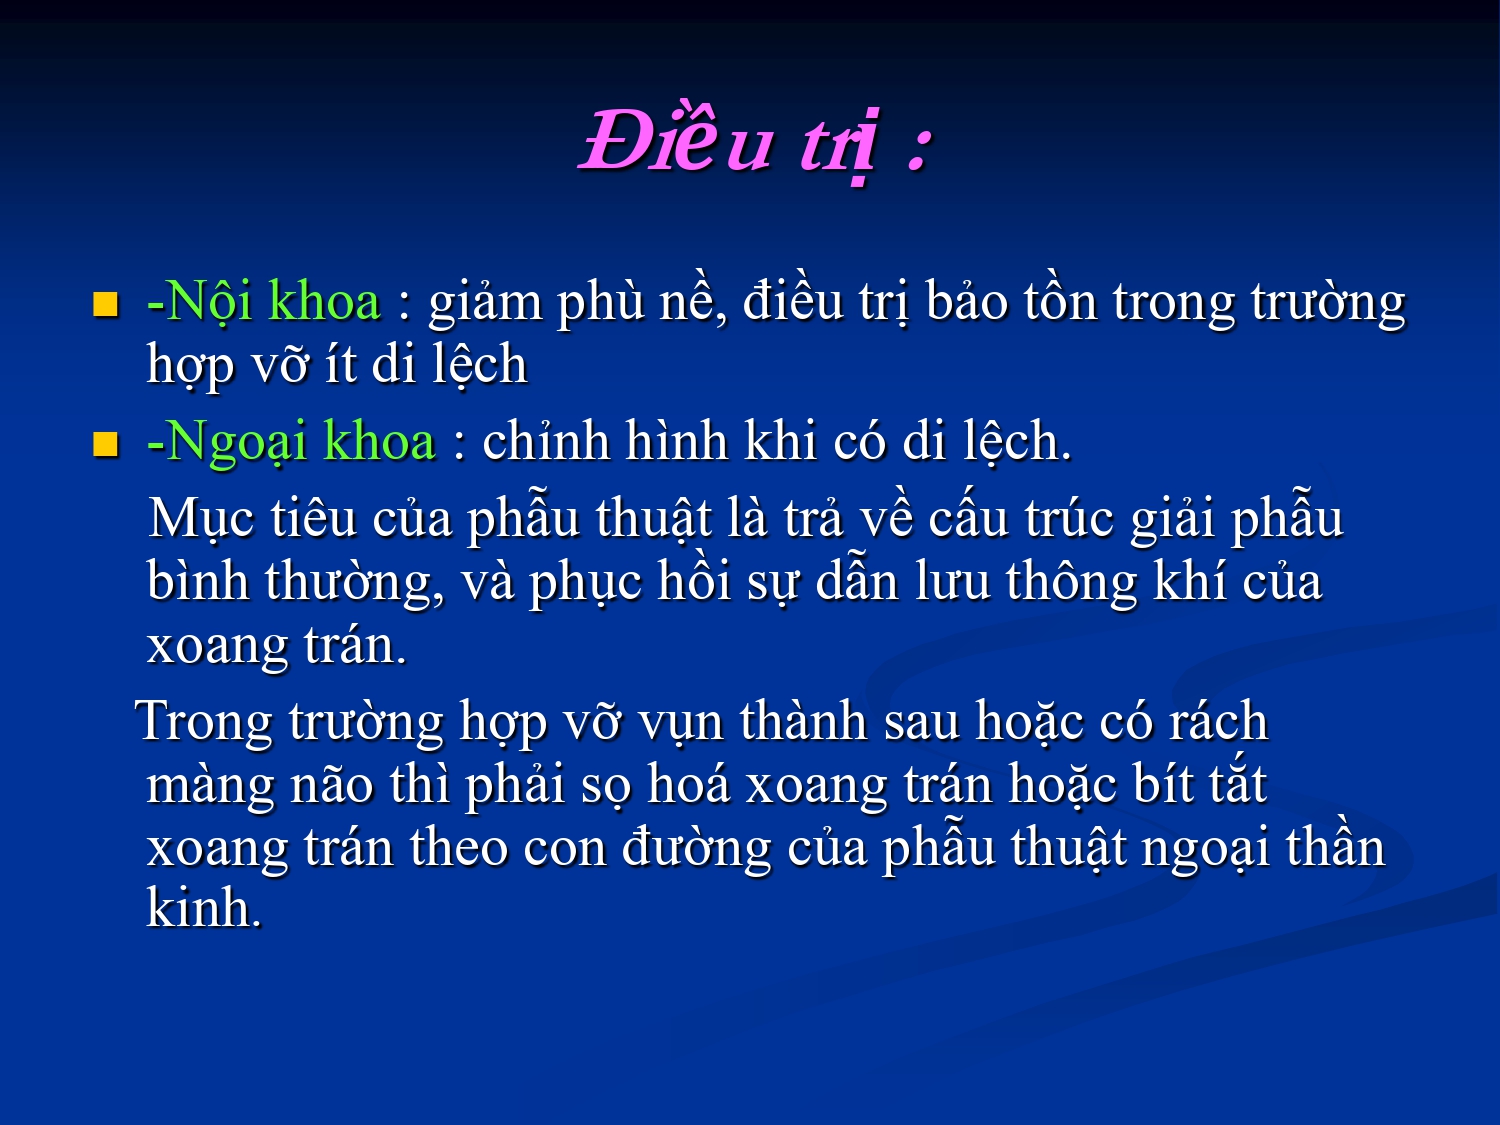 Điều trị :
-Nội khoa : giảm phù nề, điều trị bảo tồn trong trường
hợp vỡ ít di lệch
-Ngoại khoa : chỉnh hình khi có di lệch.
Mục tiêu của phẫu thuật là trả về cấu trúc giải phẫu
bình thường, và phục hồi sự dẫn lưu thông khí của
xoang trán.
Trong trường hợp vỡ vụn thành sau hoặc có rách
màng não thì phải sọ hoá xoang trán hoặc bít tắt
xoang trán theo con đường của phẫu thuật ngoại thần
kinh.